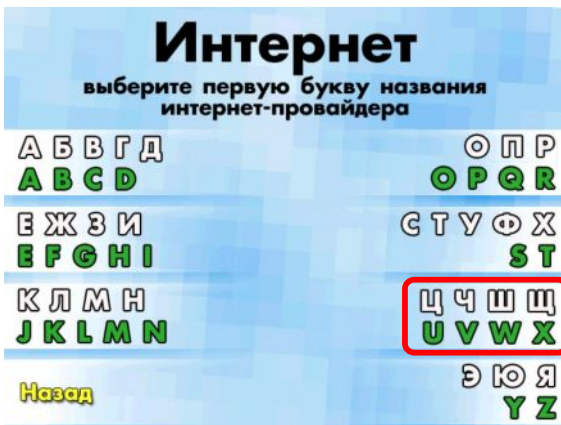 Интернет
выберите первую букву названия
интернет-провайдера
А Б В Г Д
A B C D
О П Р
O P Q R
Е Ж З И
E F G H I
С Т У Ф Х
S T
К Л М Н
J K L M N
Ц Ч Ш Щ
U V W X
Назад
Э Ю Я
Y Z